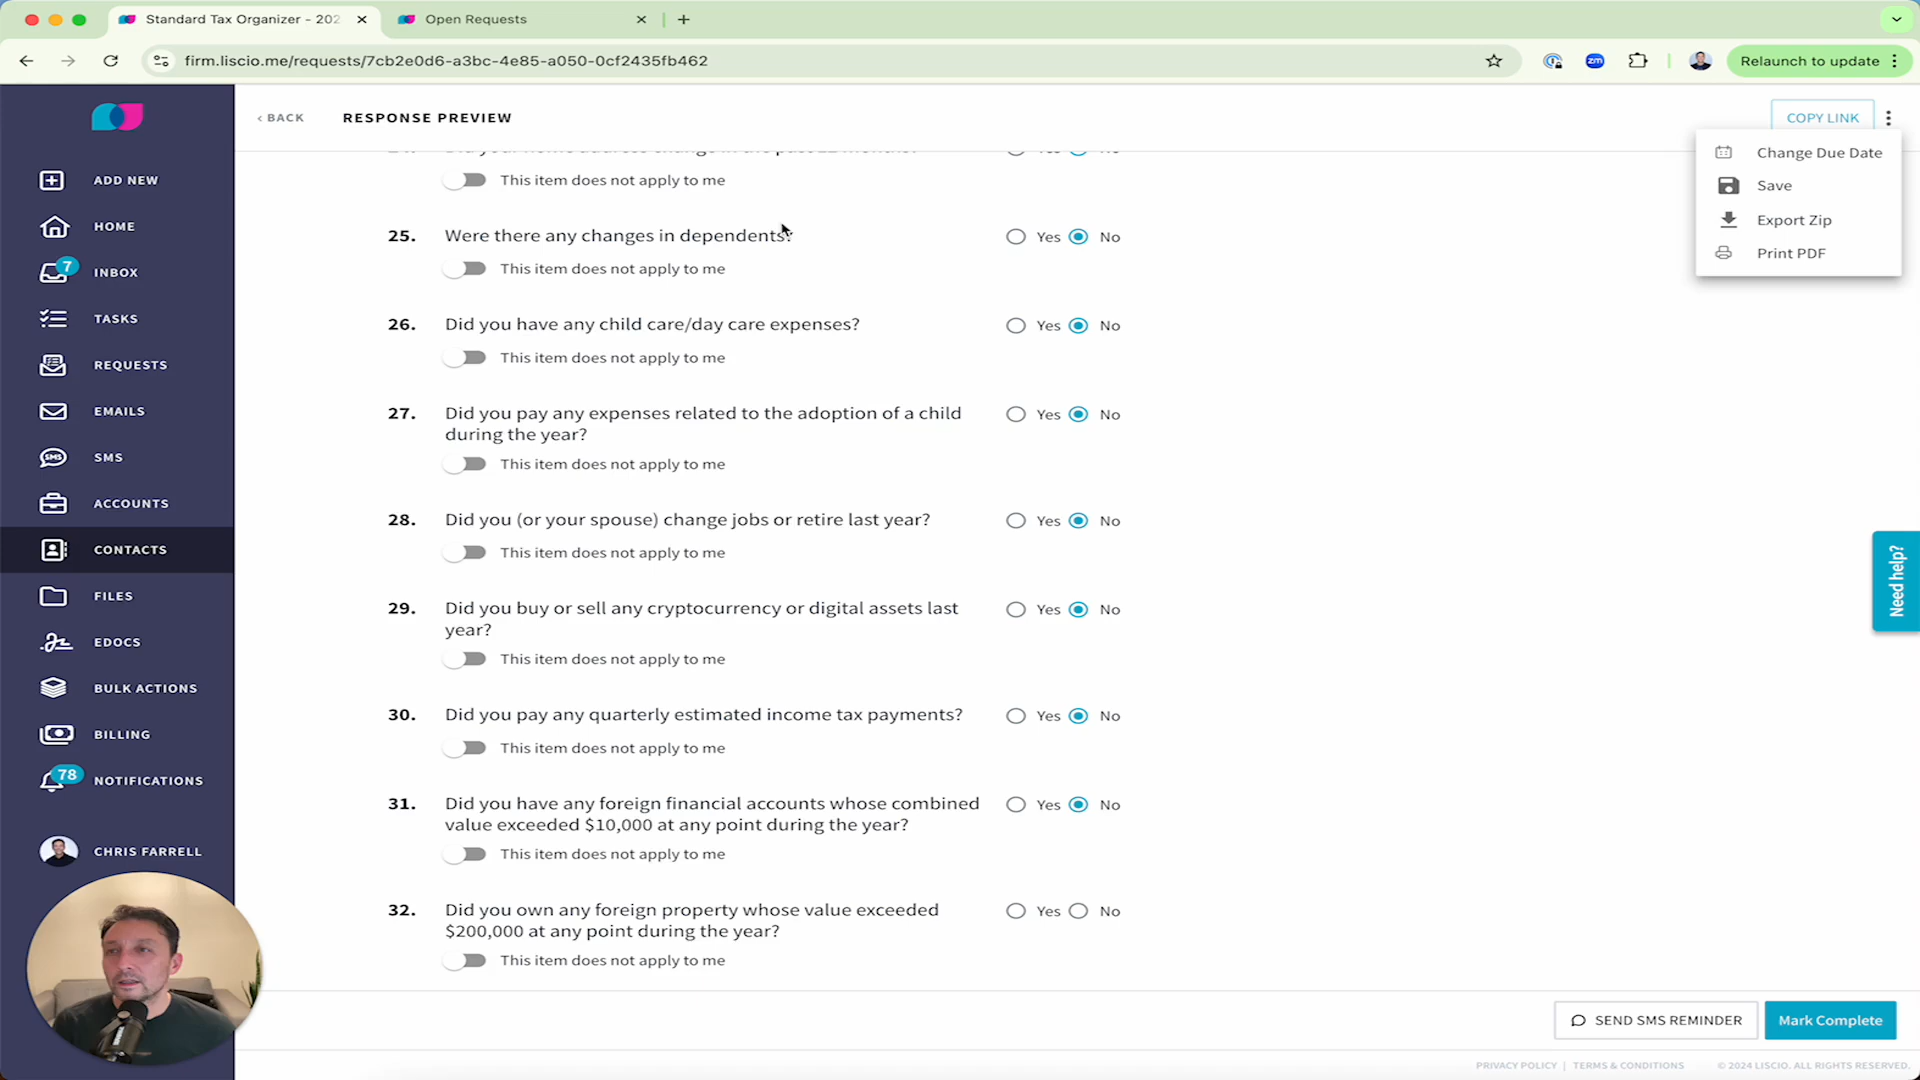 Standard Tax Organizer - 202
Open Requests
firm.liscio.me/requests/7cb2e0d6-a3bc-4e85-a050-0cf2435fb462
zm
Relaunch to update
‹ BACK
RESPONSE PREVIEW
COPY LINK
Change Due Date
Save
Export Zip
Print PDF
ADD NEW
HOME
7
INBOX
TASKS
REQUESTS
EMAILS
SMS
SMS
ACCOUNTS
CONTACTS
FILES
EDOCS
BULK ACTIONS
BILLING
78
NOTIFICATIONS
CHRIS FARRELL
This item does not apply to me
25. Were there any changes in dependents? Yes No
This item does not apply to me
26. Did you have any child care/day care expenses? Yes No
This item does not apply to me
27. Did you pay any expenses related to the adoption of a child Yes No
during the year?
This item does not apply to me
28. Did you (or your spouse) change jobs or retire last year? Yes No
This item does not apply to me
29. Did you buy or sell any cryptocurrency or digital assets last Yes No
year?
This item does not apply to me
30. Did you pay any quarterly estimated income tax payments? Yes No
This item does not apply to me
31. Did you have any foreign financial accounts whose combined Yes No
value exceeded $10,000 at any point during the year?
This item does not apply to me
32. Did you own any foreign property whose value exceeded Yes No
$200,000 at any point during the year?
This item does not apply to me
Need help?
SEND SMS REMINDER
Mark Complete
PRIVACY POLICY | TERMS & CONDITIONS © 2024 LISCIO. ALL RIGHTS RESERVED.